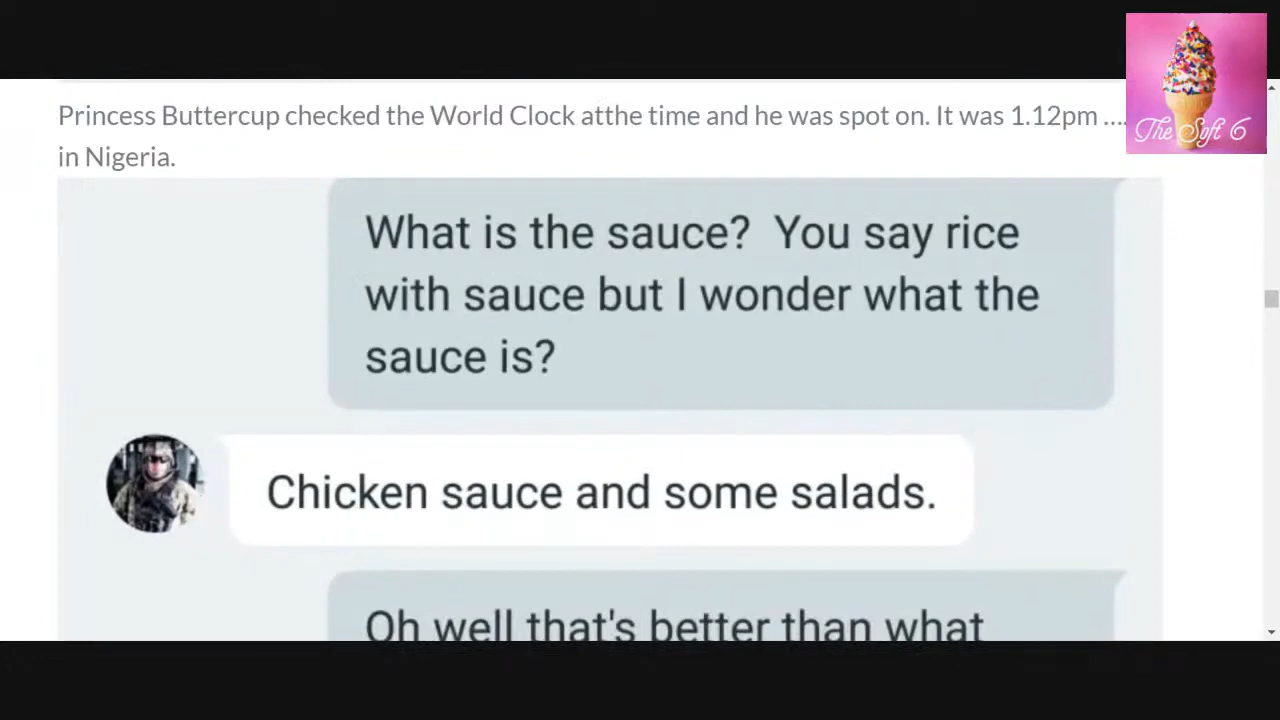 Princess Buttercup checked the World Clock atthe time and he was spot on. It was 1.12pm ....
in Nigeria.
The Soft 6
What is the sauce? You say rice
with sauce but I wonder what the
sauce is?
Chicken sauce and some salads.
Oh well that's better than what